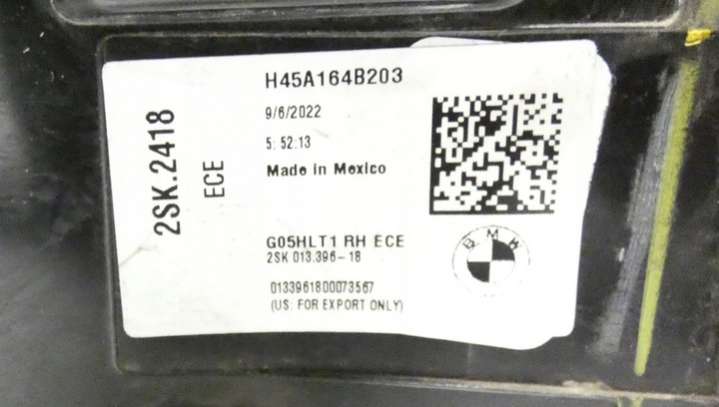 2SK.2418
ECE
H45A164B203
9/6/2022
5:52:13
Made in Mexico
G05HLT1 RH ECE
2SK 013.396-18
0133961800073567
(US: FOR EXPORT ONLY)
BMW